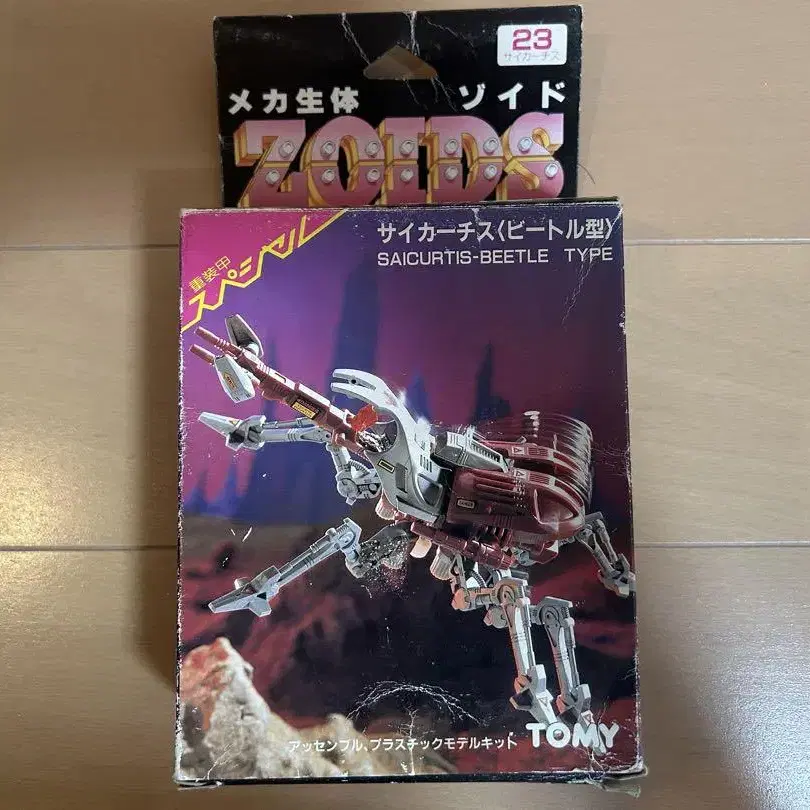 23
サイカーチス
メカ生体 ゾイド
ZOIDS
重装甲
スペシャル
サイカーチス〈ビートル型〉
SAICURTIS-BEETLE TYPE
アッセンブル、プラスチックモデルキット
TOMY